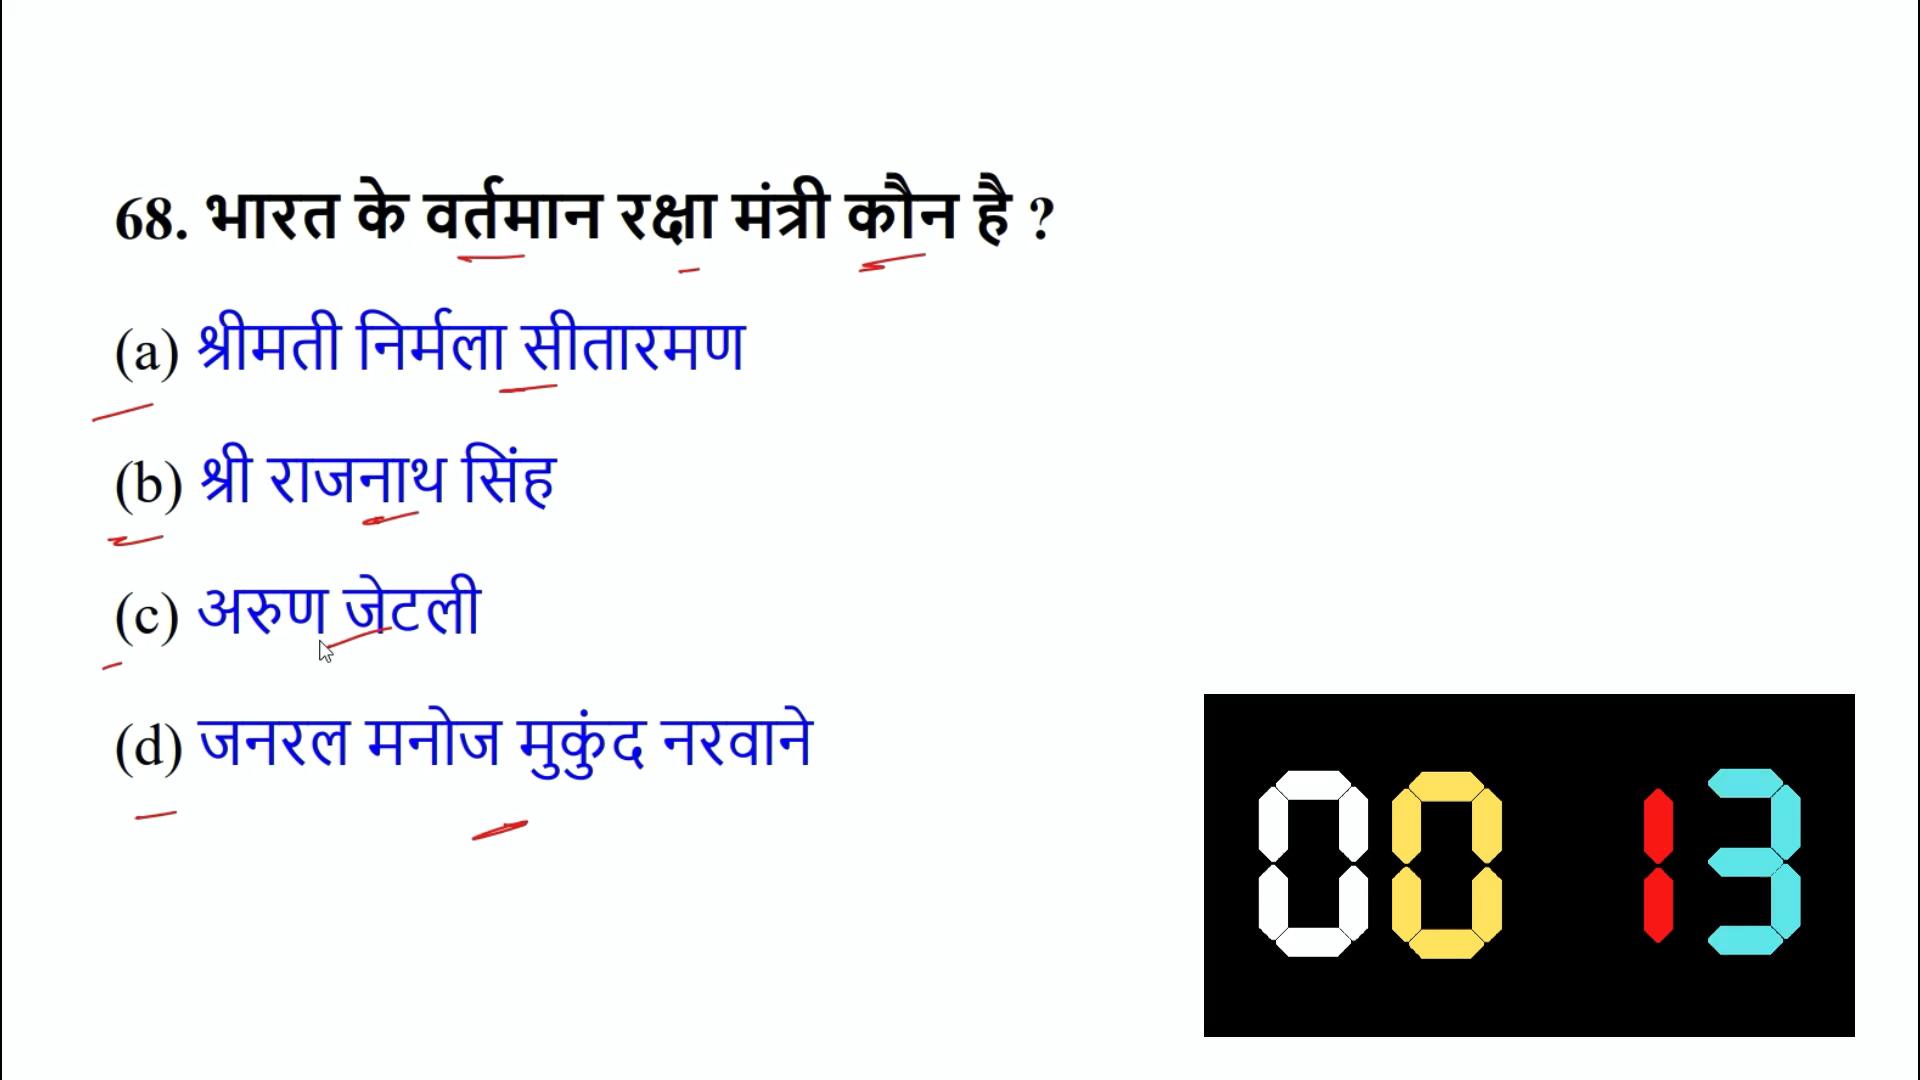 68. भारत के वर्तमान रक्षा मंत्री कौन है ?
(a) श्रीमती निर्मला सीतारमण
(b) श्री राजनाथ सिंह
(c) अरुण जेटली
(d) जनरल मनोज मुकुंद नरवाने
00 13